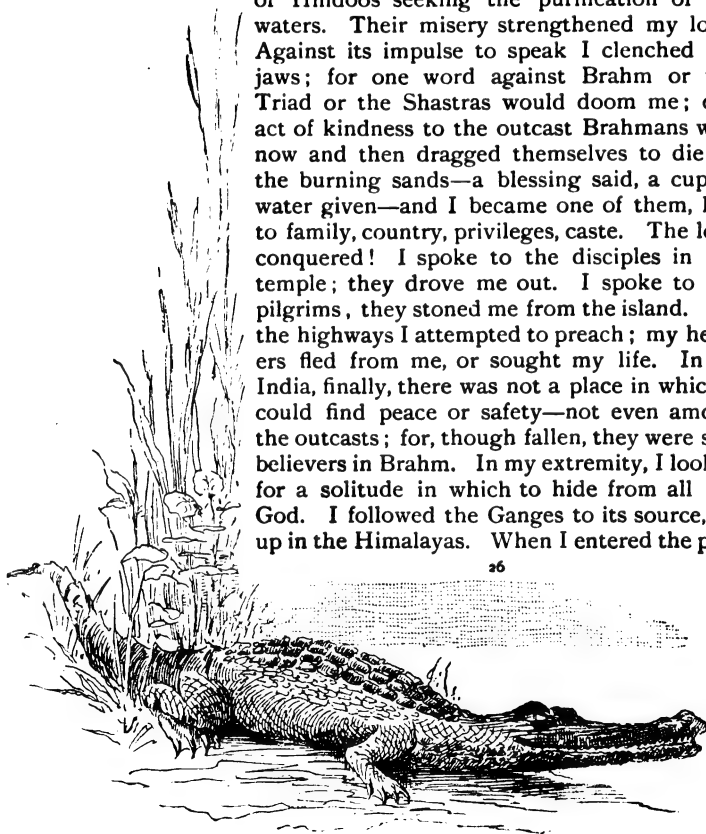 of Hindoos seeking the purification of
waters. Their misery strengthened my lo
Against its impulse to speak I clenched
jaws; for one word against Brahm or
Triad or the Shastras would doom me;
act of kindness to the outcast Brahmans w
now and then dragged themselves to die
the burning sands—a blessing said, a cup
water given—and I became one of them,
to family, country, privileges, caste. The lo
conquered! I spoke to the disciples in
temple; they drove me out. I spoke to
pilgrims, they stoned me from the island.
the highways I attempted to preach; my he
ers fled from me, or sought my life. In
India, finally, there was not a place in whic
could find peace or safety—not even amo
the outcasts; for, though fallen, they were s
believers in Brahm. In my extremity, I look
for a solitude in which to hide from all
God. I followed the Ganges to its source,
up in the Himalayas. When I entered the p
26